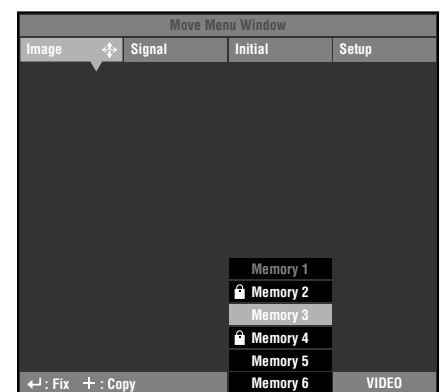 Move Menu Window
Image Signal Initial Setup
Memory 1
Memory 2
Memory 3
Memory 4
Memory 5
: Fix + : Copy Memory 6 VIDEO